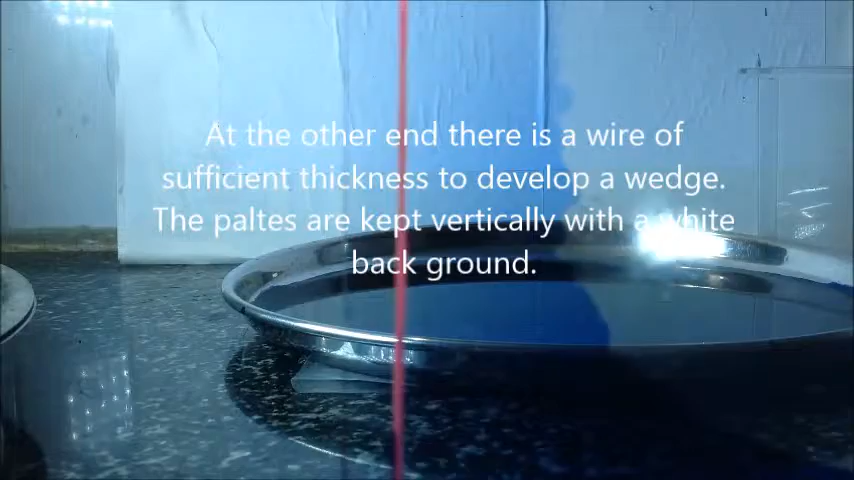 At the other end there is a wire of
sufficient thickness to develop a wedge.
The paltes are kept vertically with a white
back ground.